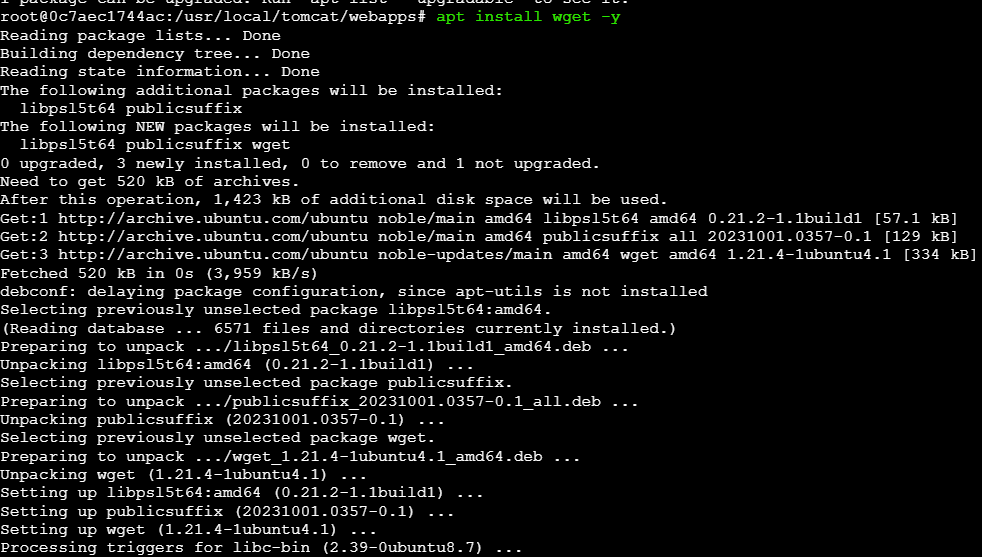 1 package can be upgraded. Run 'apt list --upgradable' to see it.
root@0c7aec1744ac:/usr/local/tomcat/webapps# apt install wget -y
Reading package lists... Done
Building dependency tree... Done
Reading state information... Done
The following additional packages will be installed:
  libpsl5t64 publicsuffix
The following NEW packages will be installed:
  libpsl5t64 publicsuffix wget
0 upgraded, 3 newly installed, 0 to remove and 1 not upgraded.
Need to get 520 kB of archives.
After this operation, 1,423 kB of additional disk space will be used.
Get:1 http://archive.ubuntu.com/ubuntu noble/main amd64 libpsl5t64 amd64 0.21.2-1.1build1 [57.1 kB]
Get:2 http://archive.ubuntu.com/ubuntu noble/main amd64 publicsuffix all 20231001.0357-0.1 [129 kB]
Get:3 http://archive.ubuntu.com/ubuntu noble-updates/main amd64 wget amd64 1.21.4-1ubuntu4.1 [334 kB]
Fetched 520 kB in 0s (3,959 kB/s)
debconf: delaying package configuration, since apt-utils is not installed
Selecting previously unselected package libpsl5t64:amd64.
(Reading database ... 6571 files and directories currently installed.)
Preparing to unpack .../libpsl5t64_0.21.2-1.1build1_amd64.deb ...
Unpacking libpsl5t64:amd64 (0.21.2-1.1build1) ...
Selecting previously unselected package publicsuffix.
Preparing to unpack .../publicsuffix_20231001.0357-0.1_all.deb ...
Unpacking publicsuffix (20231001.0357-0.1) ...
Selecting previously unselected package wget.
Preparing to unpack .../wget_1.21.4-1ubuntu4.1_amd64.deb ...
Unpacking wget (1.21.4-1ubuntu4.1) ...
Setting up libpsl5t64:amd64 (0.21.2-1.1build1) ...
Setting up publicsuffix (20231001.0357-0.1) ...
Setting up wget (1.21.4-1ubuntu4.1) ...
Processing triggers for libc-bin (2.39-0ubuntu8.7) ...